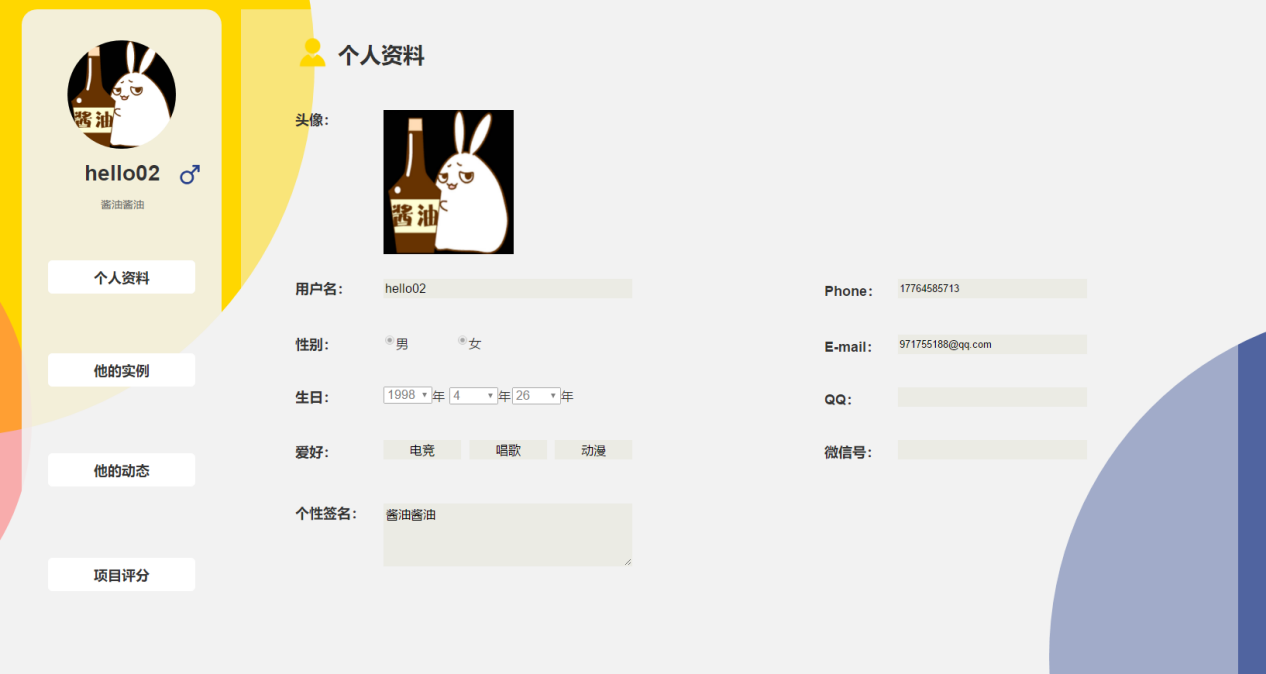 酱油
hello02
酱油酱油
个人资料
他的实例
他的动态
项目评分
个人资料
头像：
酱油
用户名： hello02
性别： 男 女
生日： 1998 年 4 年 26 年
爱好： 电竞 唱歌 动漫
个性签名： 酱油酱油
Phone： 17764585713
E-mail： 971755188@qq.com
QQ：
微信号：